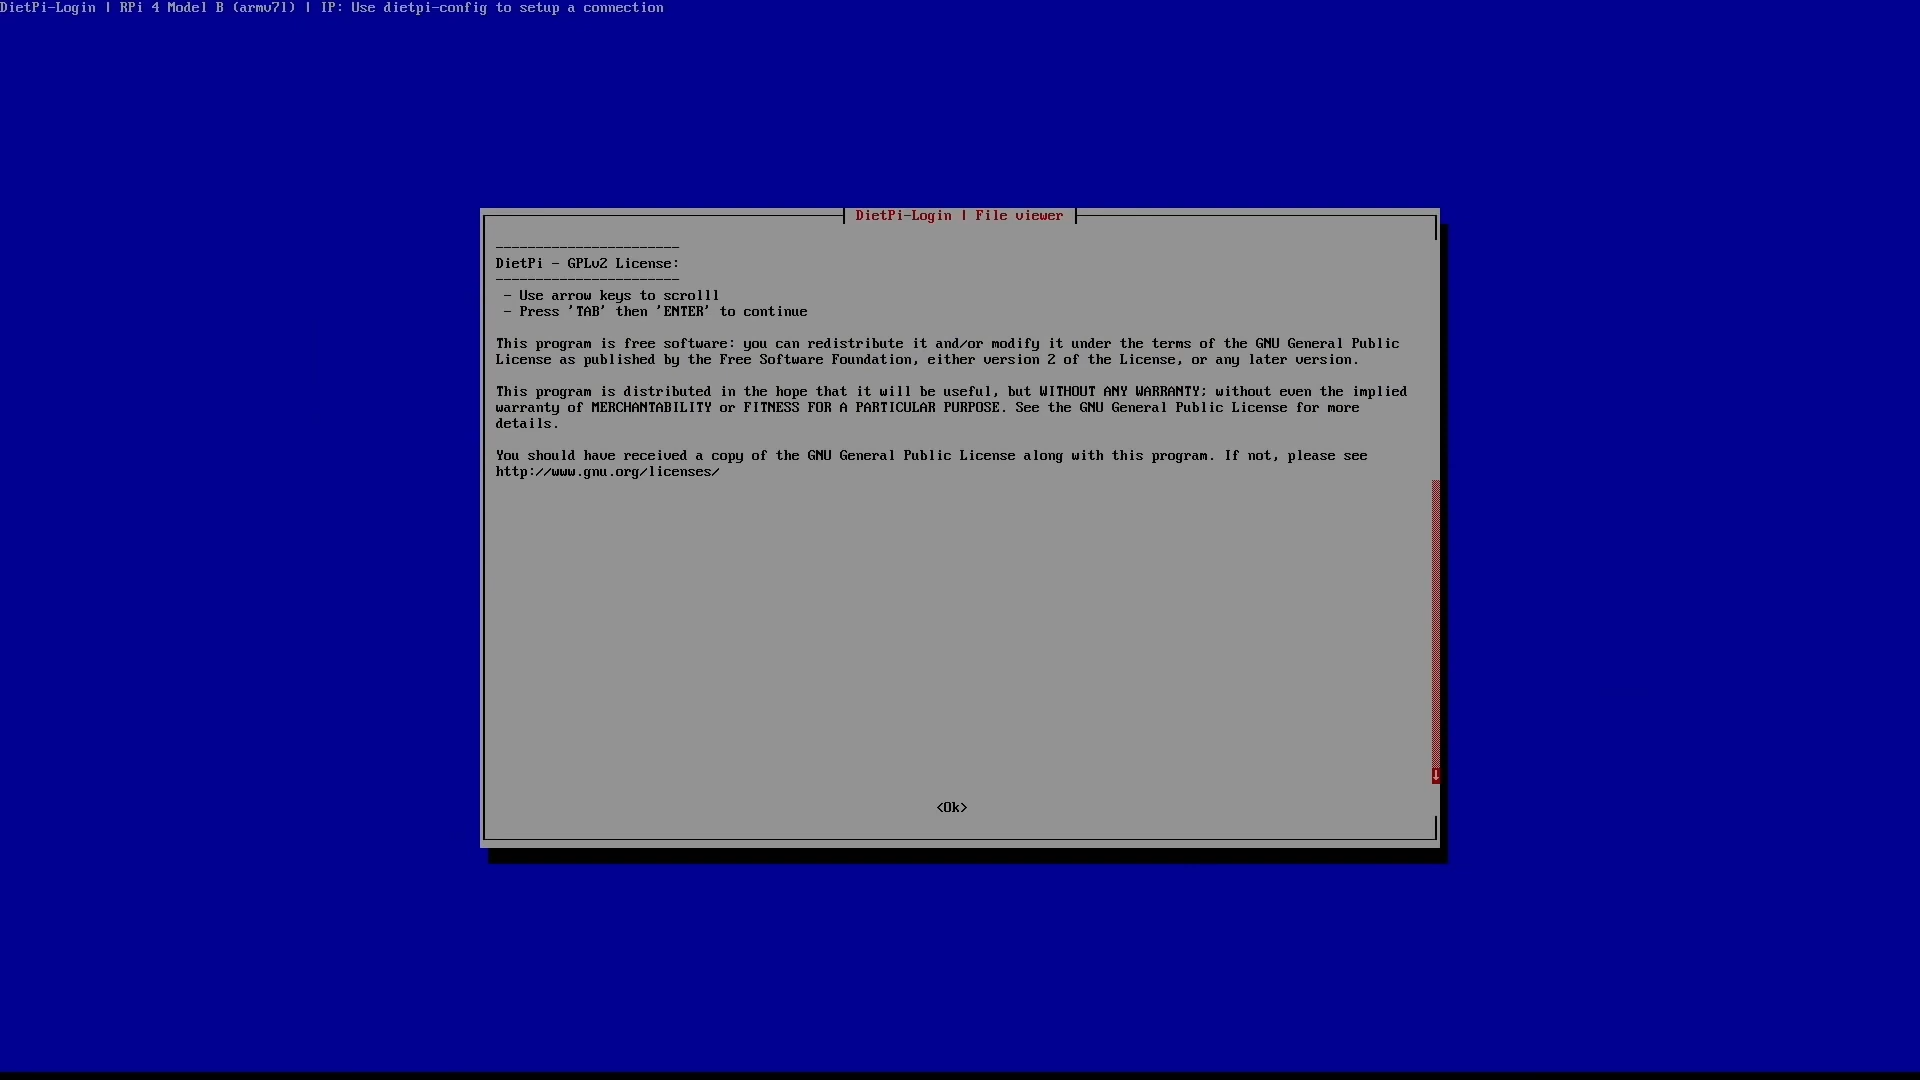 DietPi-Login | RPi 4 Model B (armv7l) | IP: Use dietpi-config to setup a connection
DietPi-Login | File viewer
───────────────────────
DietPi - GPLv2 License:
───────────────────────
- Use arrow keys to scrolll
- Press 'TAB' then 'ENTER' to continue
This program is free software: you can redistribute it and/or modify it under the terms of the GNU General Public
License as published by the Free Software Foundation, either version 2 of the License, or any later version.
This program is distributed in the hope that it will be useful, but WITHOUT ANY WARRANTY; without even the implied
warranty of MERCHANTABILITY or FITNESS FOR A PARTICULAR PURPOSE. See the GNU General Public License for more
details.
You should have received a copy of the GNU General Public License along with this program. If not, please see
http://www.gnu.org/licenses/
↓
<Ok>